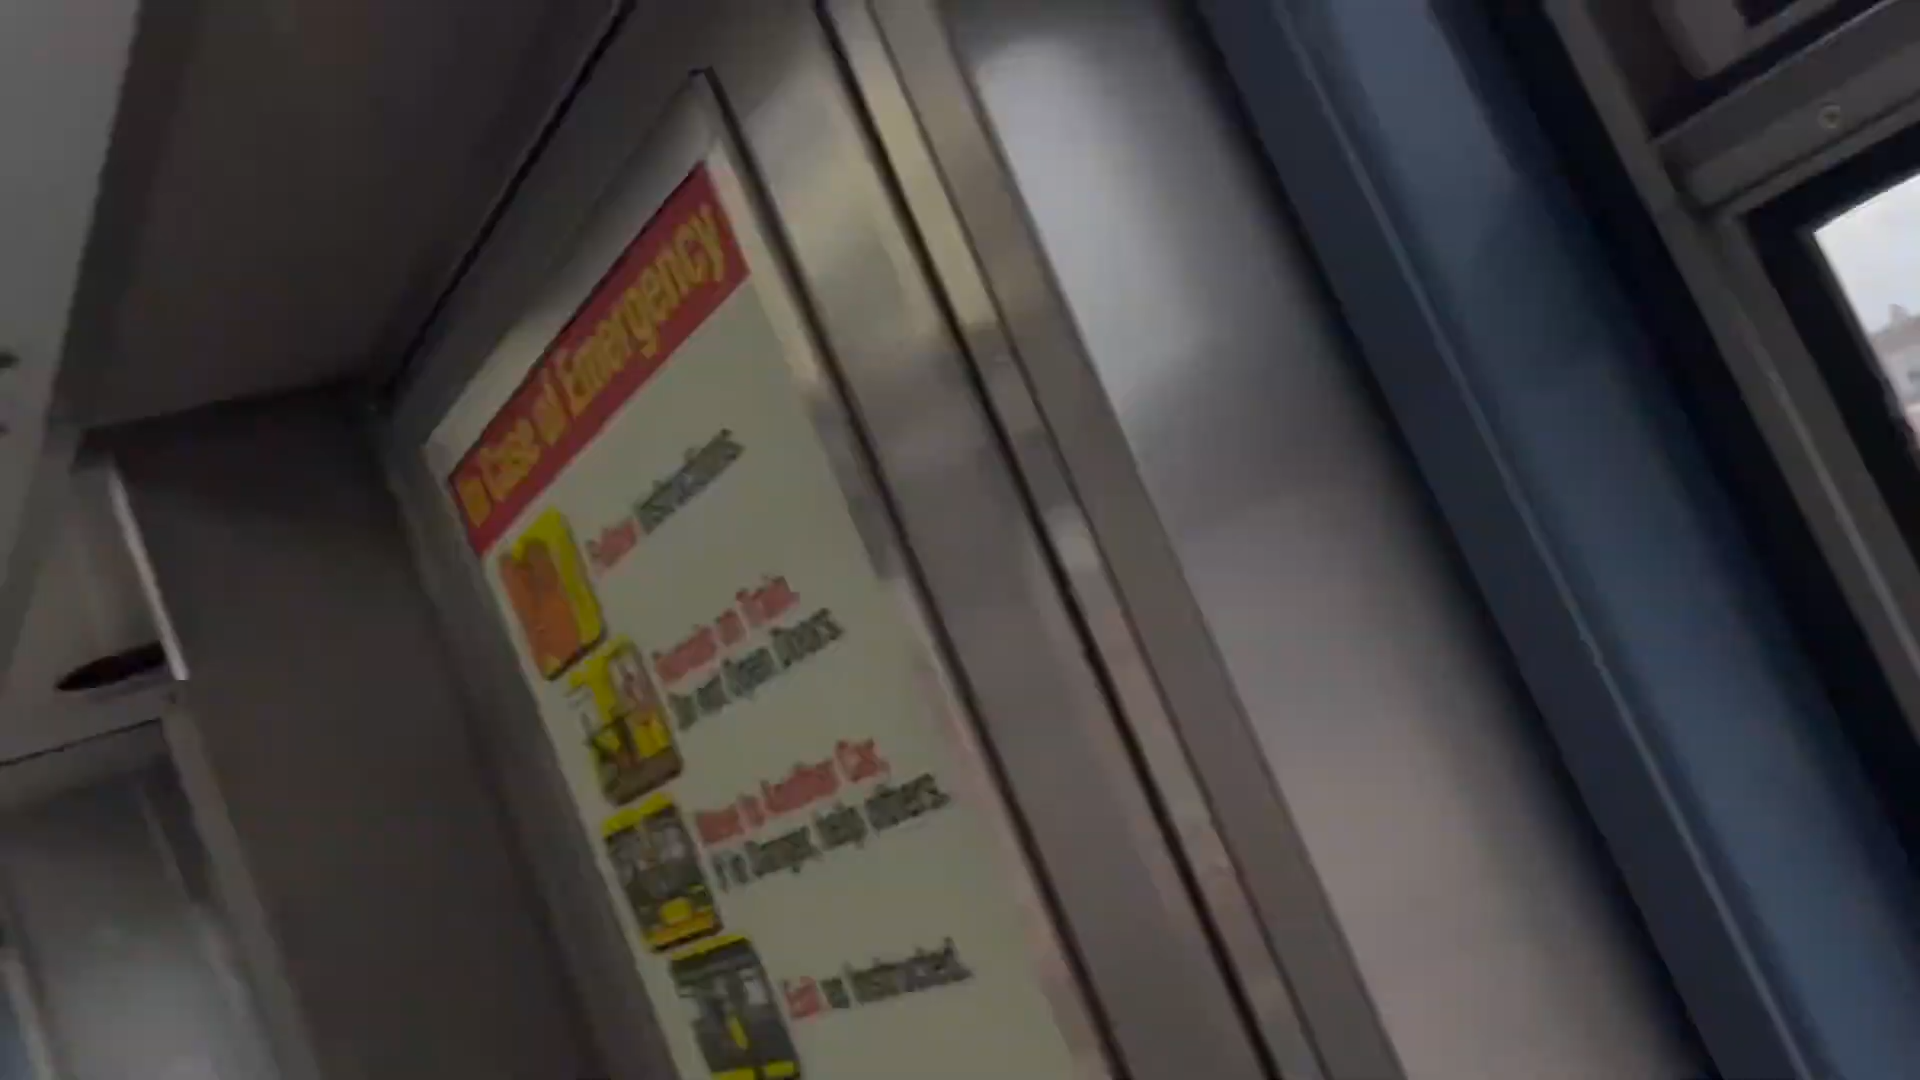 In Case of Emergency
Follow instructions
Remain on Train.
Do not Open Doors
Move to Another Car.
If in Danger, help others.
Exit as instructed.